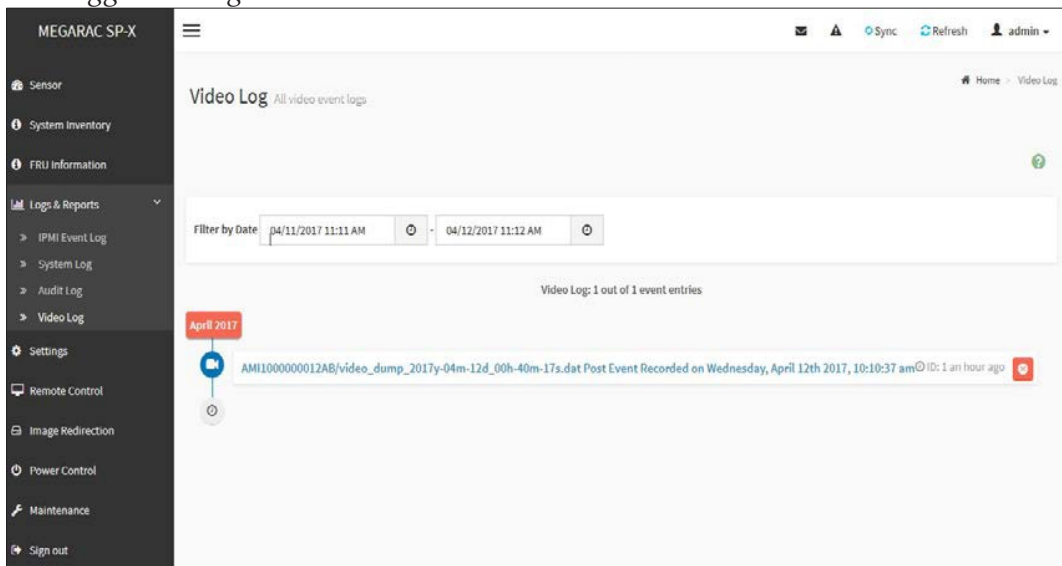 MEGARAC SP-X
Sync Refresh admin
Sensor
System Inventory
FRU Information
Logs & Reports
IPMI Event Log
System Log
Audit Log
Video Log
Settings
Remote Control
Image Redirection
Power Control
Maintenance
Sign out
Home > Video Log
Video Log All video event logs
Filter by Date 04/11/2017 11:11 AM - 04/12/2017 11:12 AM
Video Log: 1 out of 1 event entries
April 2017
AMI1000000012AB/video_dump_2017y-04m-12d_00h-40m-17s.dat Post Event Recorded on Wednesday, April 12th 2017, 10:10:37 am ID: 1 an hour ago